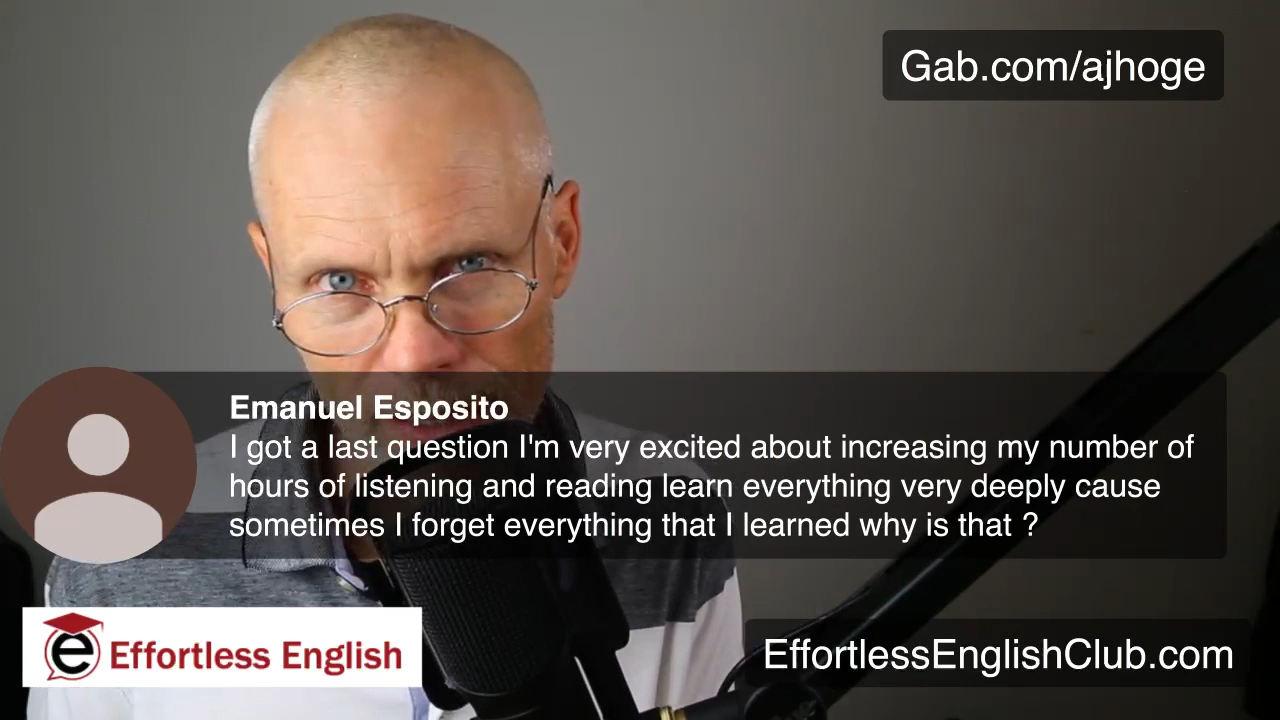 Gab.com/ajhoge
Emanuel Esposito
I got a last question I'm very excited about increasing my number of
hours of listening and reading learn everything very deeply cause
sometimes I forget everything that I learned why is that ?
e
Effortless English
EffortlessEnglishClub.com